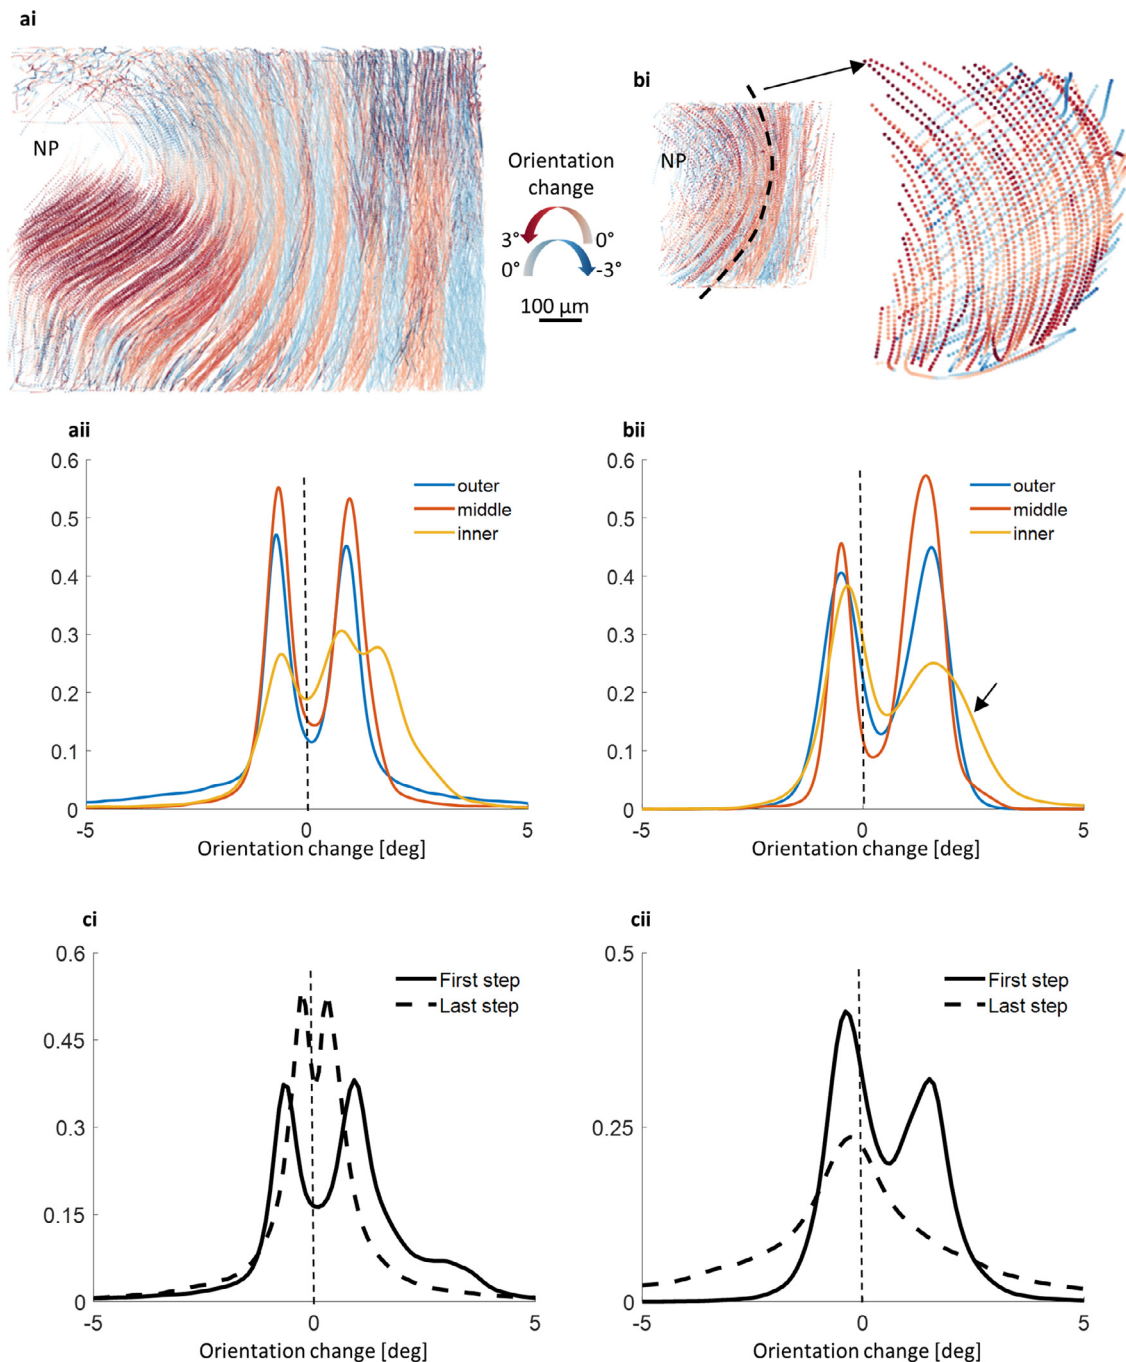 ai
NP
Orientation
change
3°
0°
0°
-3°
100 µm
bi
NP
aii
0.6
0.5
0.4
0.3
0.2
0.1
0
-5
0
5
Orientation change [deg]
outer
middle
inner
bii
0.6
0.5
0.4
0.3
0.2
0.1
0
-5
0
5
Orientation change [deg]
outer
middle
inner
ci
0.6
0.45
0.3
0.15
0
-5
0
5
Orientation change [deg]
First step
Last step
cii
0.5
0.25
0
-5
0
5
Orientation change [deg]
First step
Last step